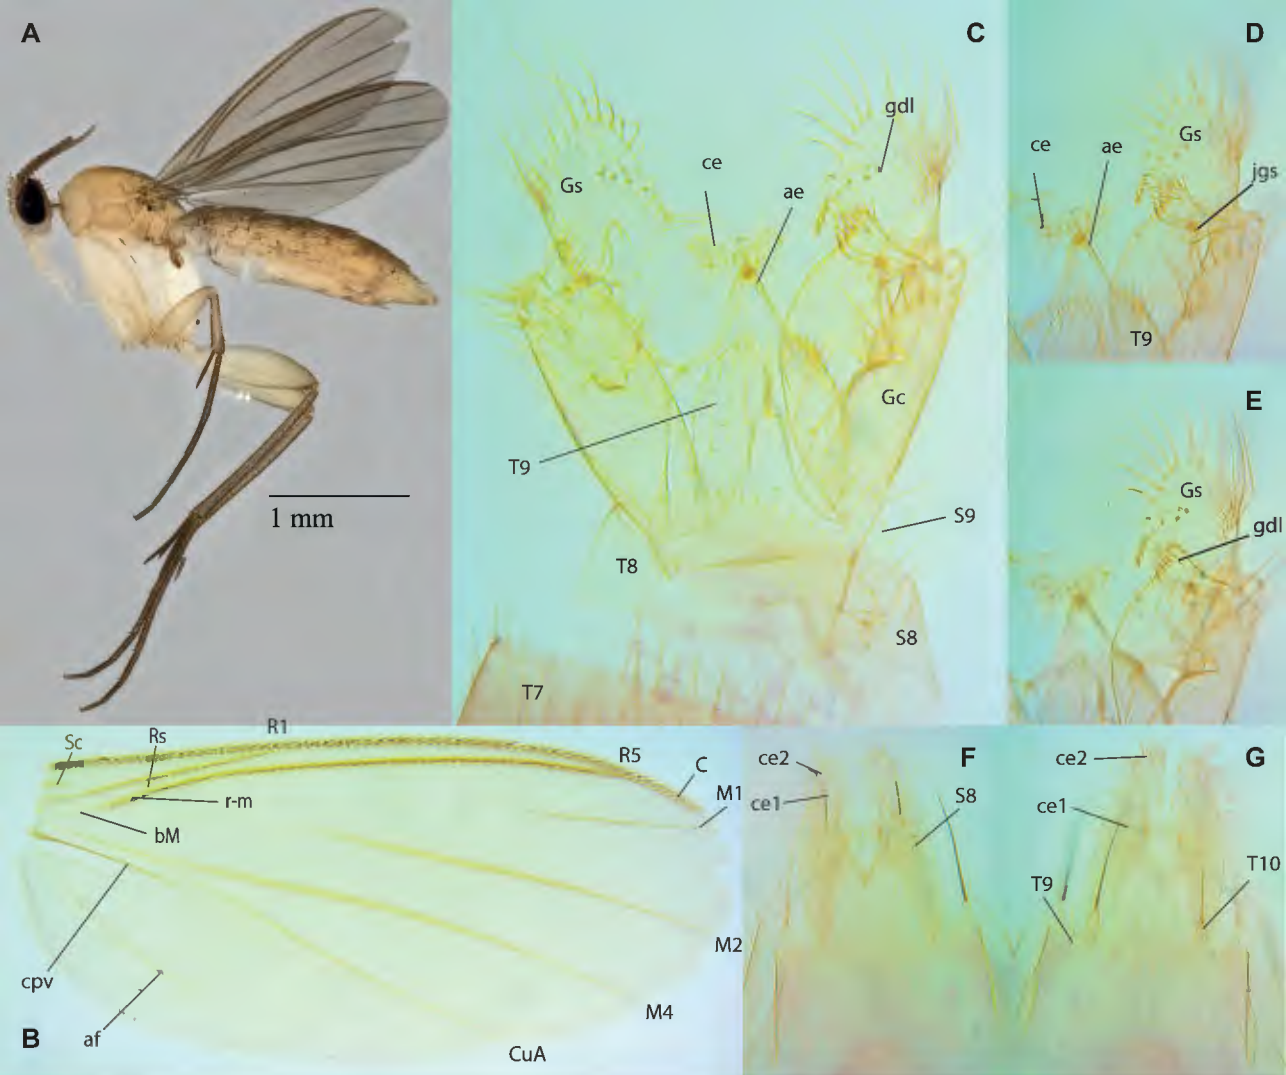 A
1 mm
C
gdl
ce
Gs
ae
T9
Gc
S9
T8
S8
T7
D
Gs
ce
ae
jgs
T9
E
Gs
gdl
B
Sc
Rs
R1
R5
C
M1
r-m
bM
M2
cpv
M4
af
CuA
F
ce2
ce1
S8
G
ce2
ce1
T9
T10